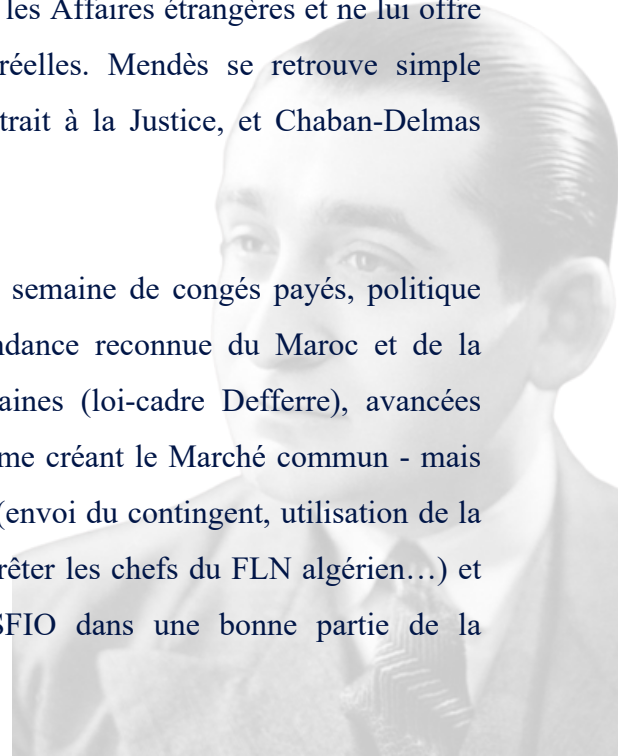 les Affaires étrangères et ne lui offre
réelles. Mendès se retrouve simple
trait à la Justice, et Chaban-Delmas
semaine de congés payés, politique
ndance reconnue du Maroc et de la
aines (loi-cadre Defferre), avancées
me créant le Marché commun - mais
(envoi du contingent, utilisation de la
rêter les chefs du FLN algérien…) et
SFIO dans une bonne partie de la